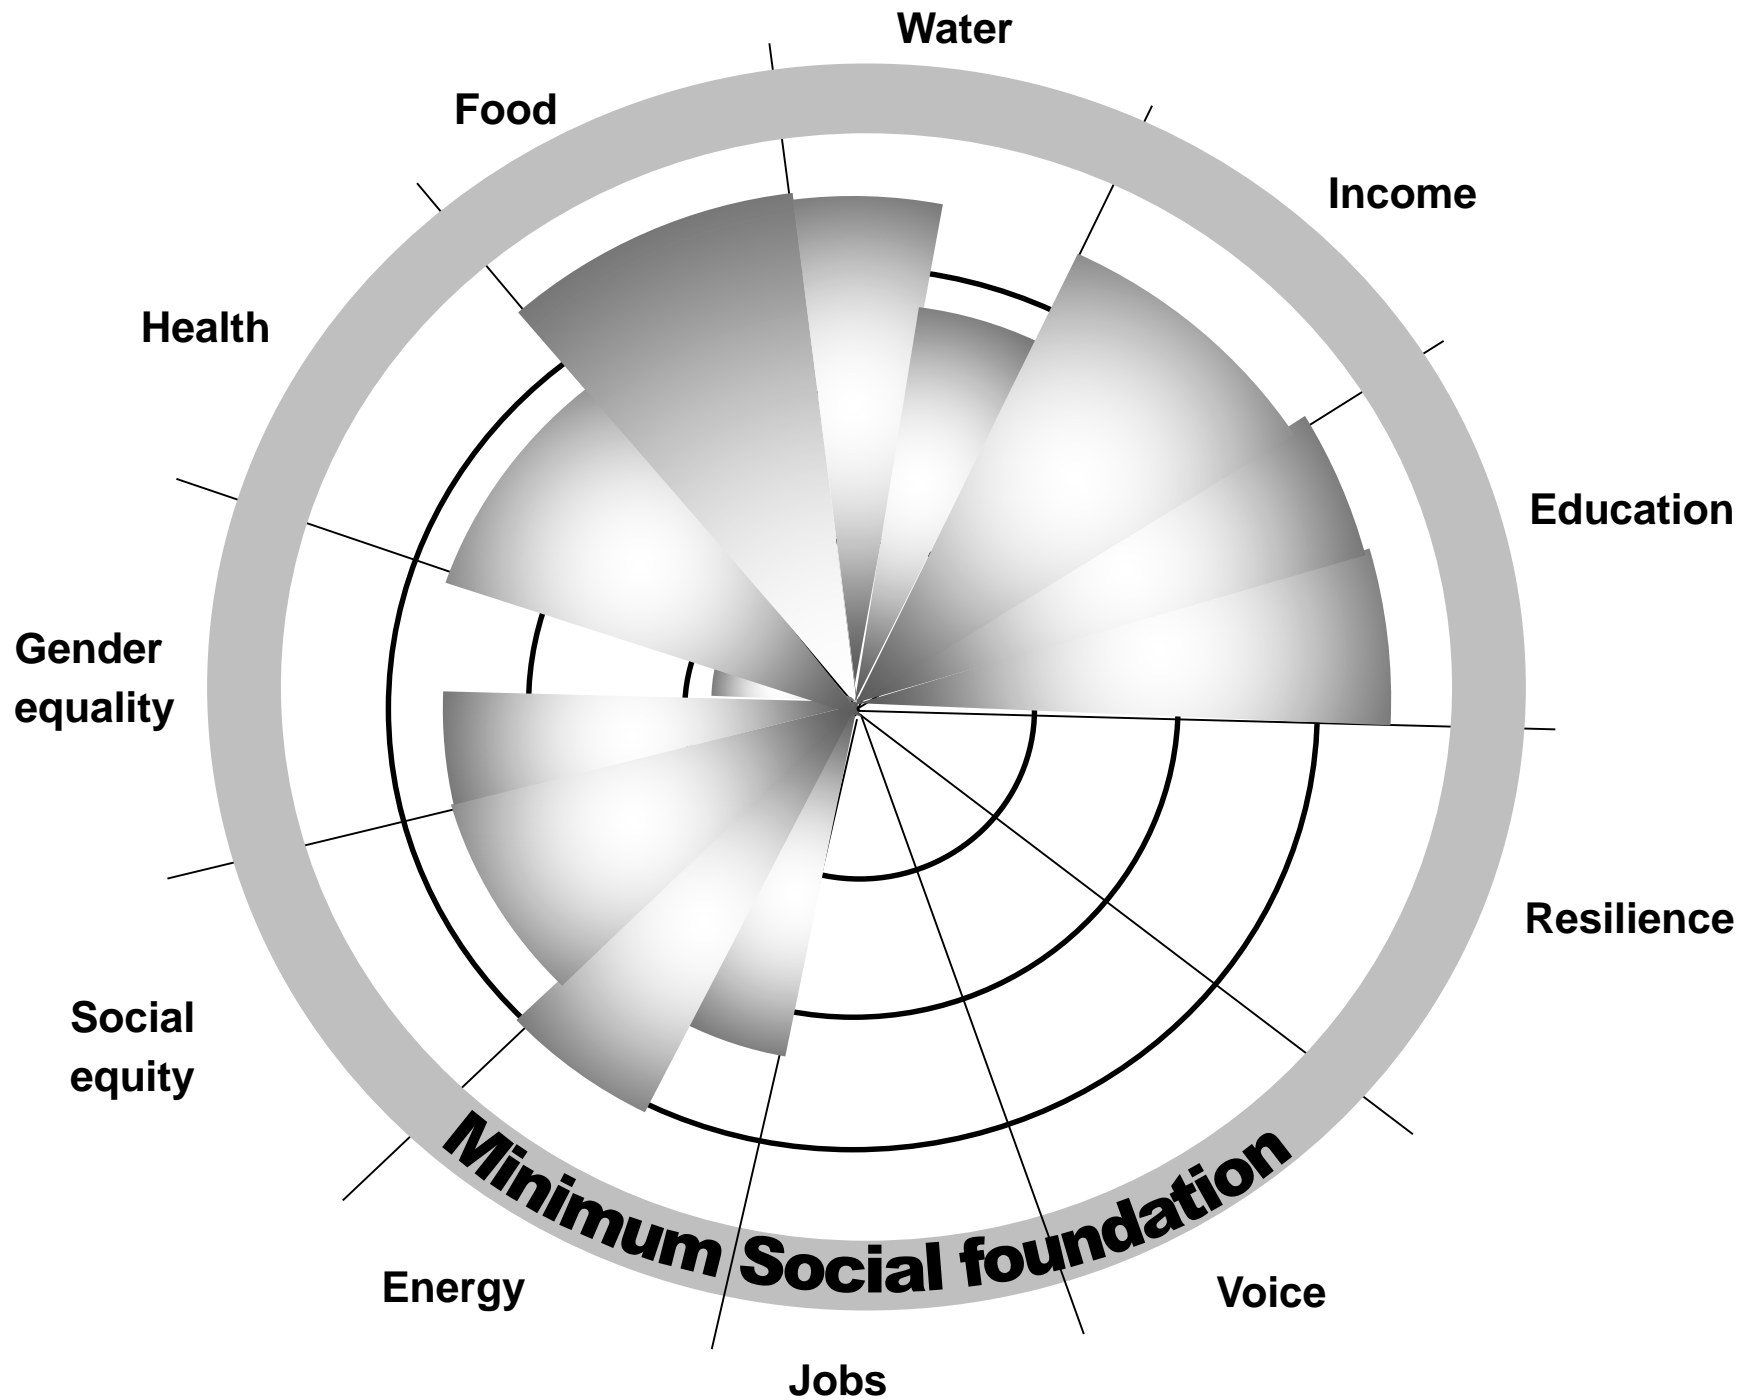 Water
Food
Income
Health
Education
Gender
equality
Resilience
Social
equity
Minimum Social foundation
Energy
Voice
Jobs